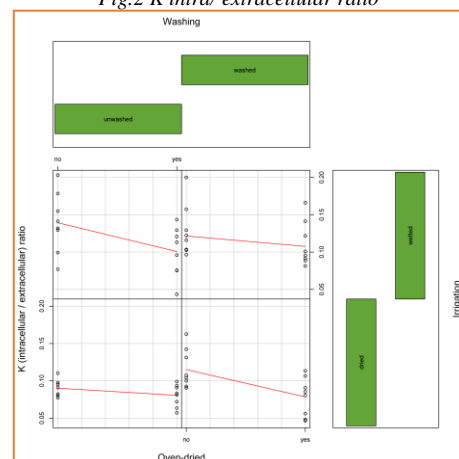 Fig.2 K intra/ extracellular ratio
Washing
washed
unwashed
no
yes
0.20
0.15
0.10
0.05
K (intracellular / extracellular) ratio
0.20
0.15
0.10
0.05
no
yes
Oven-dried
wetted
dried
Irrigation